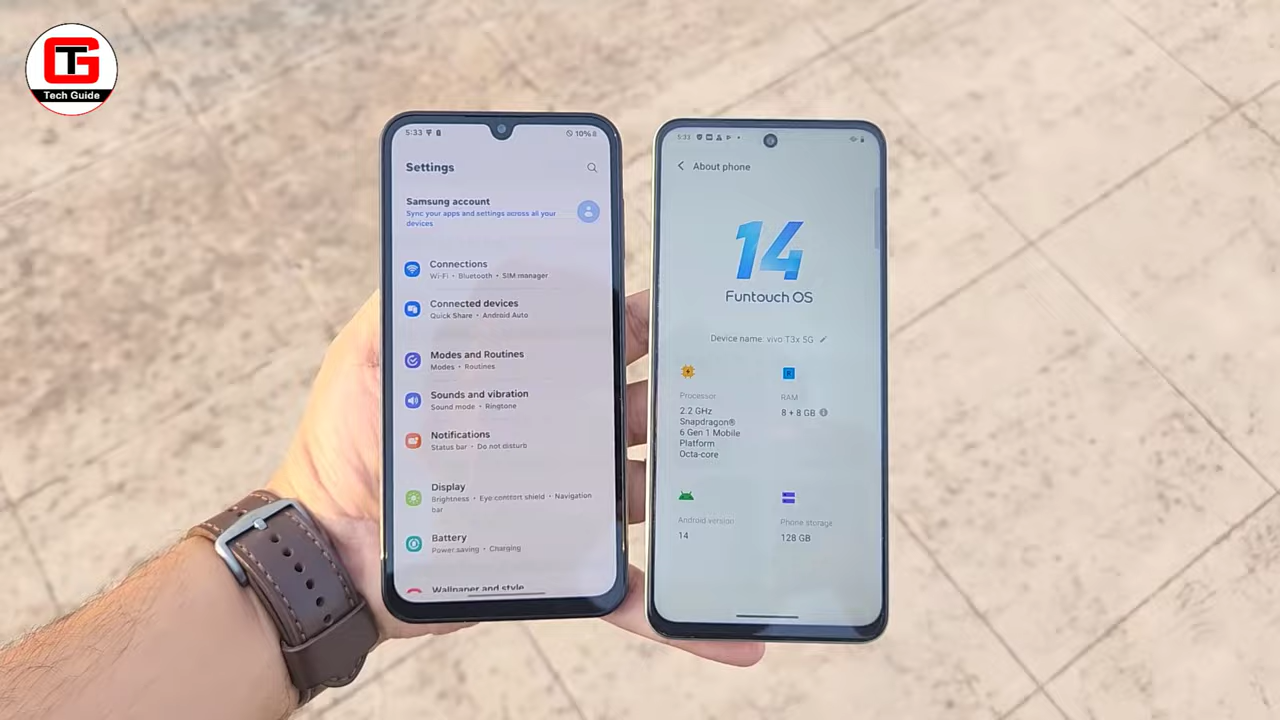 TG
Tech Guide
5:33
10%
Settings
Samsung account
Sync your apps and settings across all your
devices
Connections
Wi-Fi • Bluetooth • SIM manager
Connected devices
Quick Share • Android Auto
Modes and Routines
Modes • Routines
Sounds and vibration
Sound mode • Ringtone
Notifications
Status bar • Do not disturb
Display
Brightness • Eye comfort shield • Navigation
bar
Battery
Power saving • Charging
Wallpaper and style
5:33
About phone
14
Funtouch OS
Device name: vivo T3x 5G
Processor
2.2 GHz
Snapdragon®
6 Gen 1 Mobile
Platform
Octa-core
RAM
8 + 8 GB
Android version
14
Phone storage
128 GB